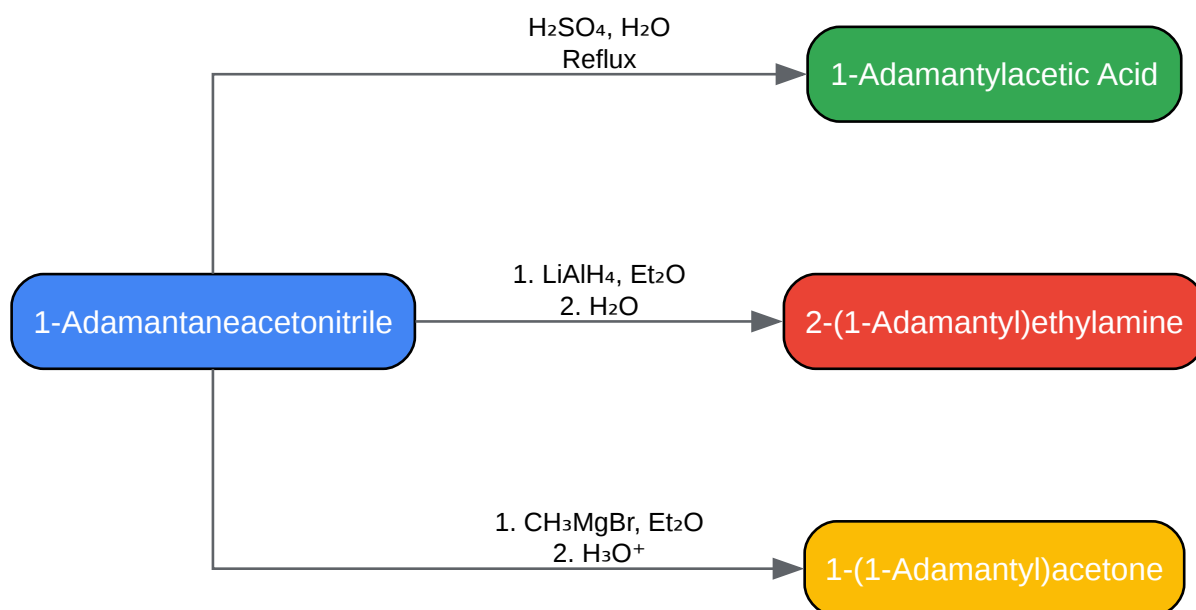 H₂SO₄, H₂O
Reflux
1-Adamantylacetic Acid
1-Adamantaneacetonitrile
1. LiAlH₄, Et₂O
2. H₂O
2-(1-Adamantyl)ethylamine
1. CH₃MgBr, Et₂O
2. H₃O⁺
1-(1-Adamantyl)acetone